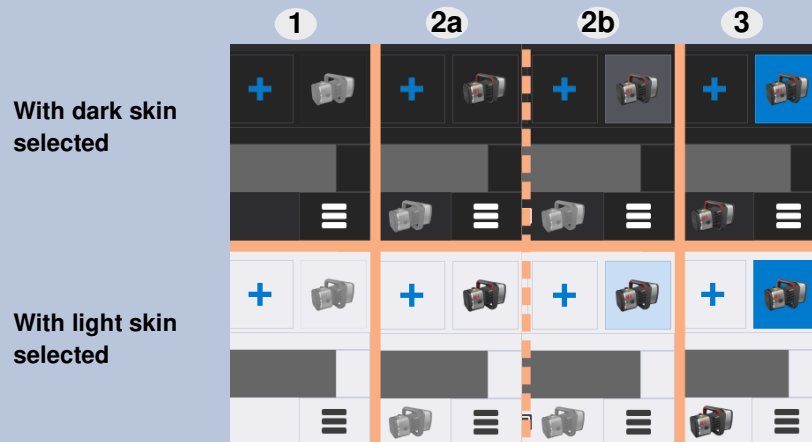 1 2a 2b 3
With dark skin
selected
With light skin
selected